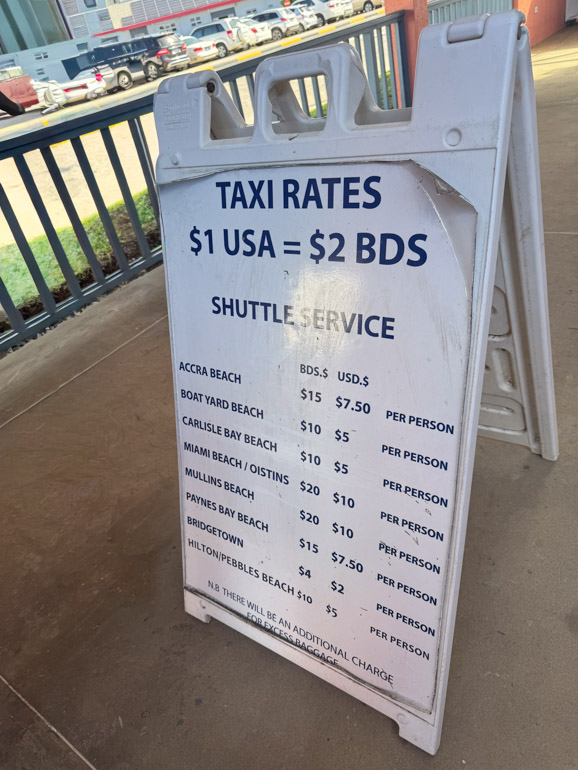 TAXI RATES
$1 USA = $2 BDS
SHUTTLE SERVICE
BDS.$ USD.$
ACCRA BEACH $15 $7.50 PER PERSON
BOAT YARD BEACH $10 $5 PER PERSON
CARLISLE BAY BEACH $10 $5 PER PERSON
MIAMI BEACH / OISTINS $20 $10 PER PERSON
MULLINS BEACH $20 $10 PER PERSON
PAYNES BAY BEACH $15 $7.50 PER PERSON
BRIDGETOWN $4 $2 PER PERSON
HILTON/PEBBLES BEACH $10 $5 PER PERSON
N.B THERE WILL BE AN ADDITIONAL CHARGE
FOR EXCESS BAGGAGE